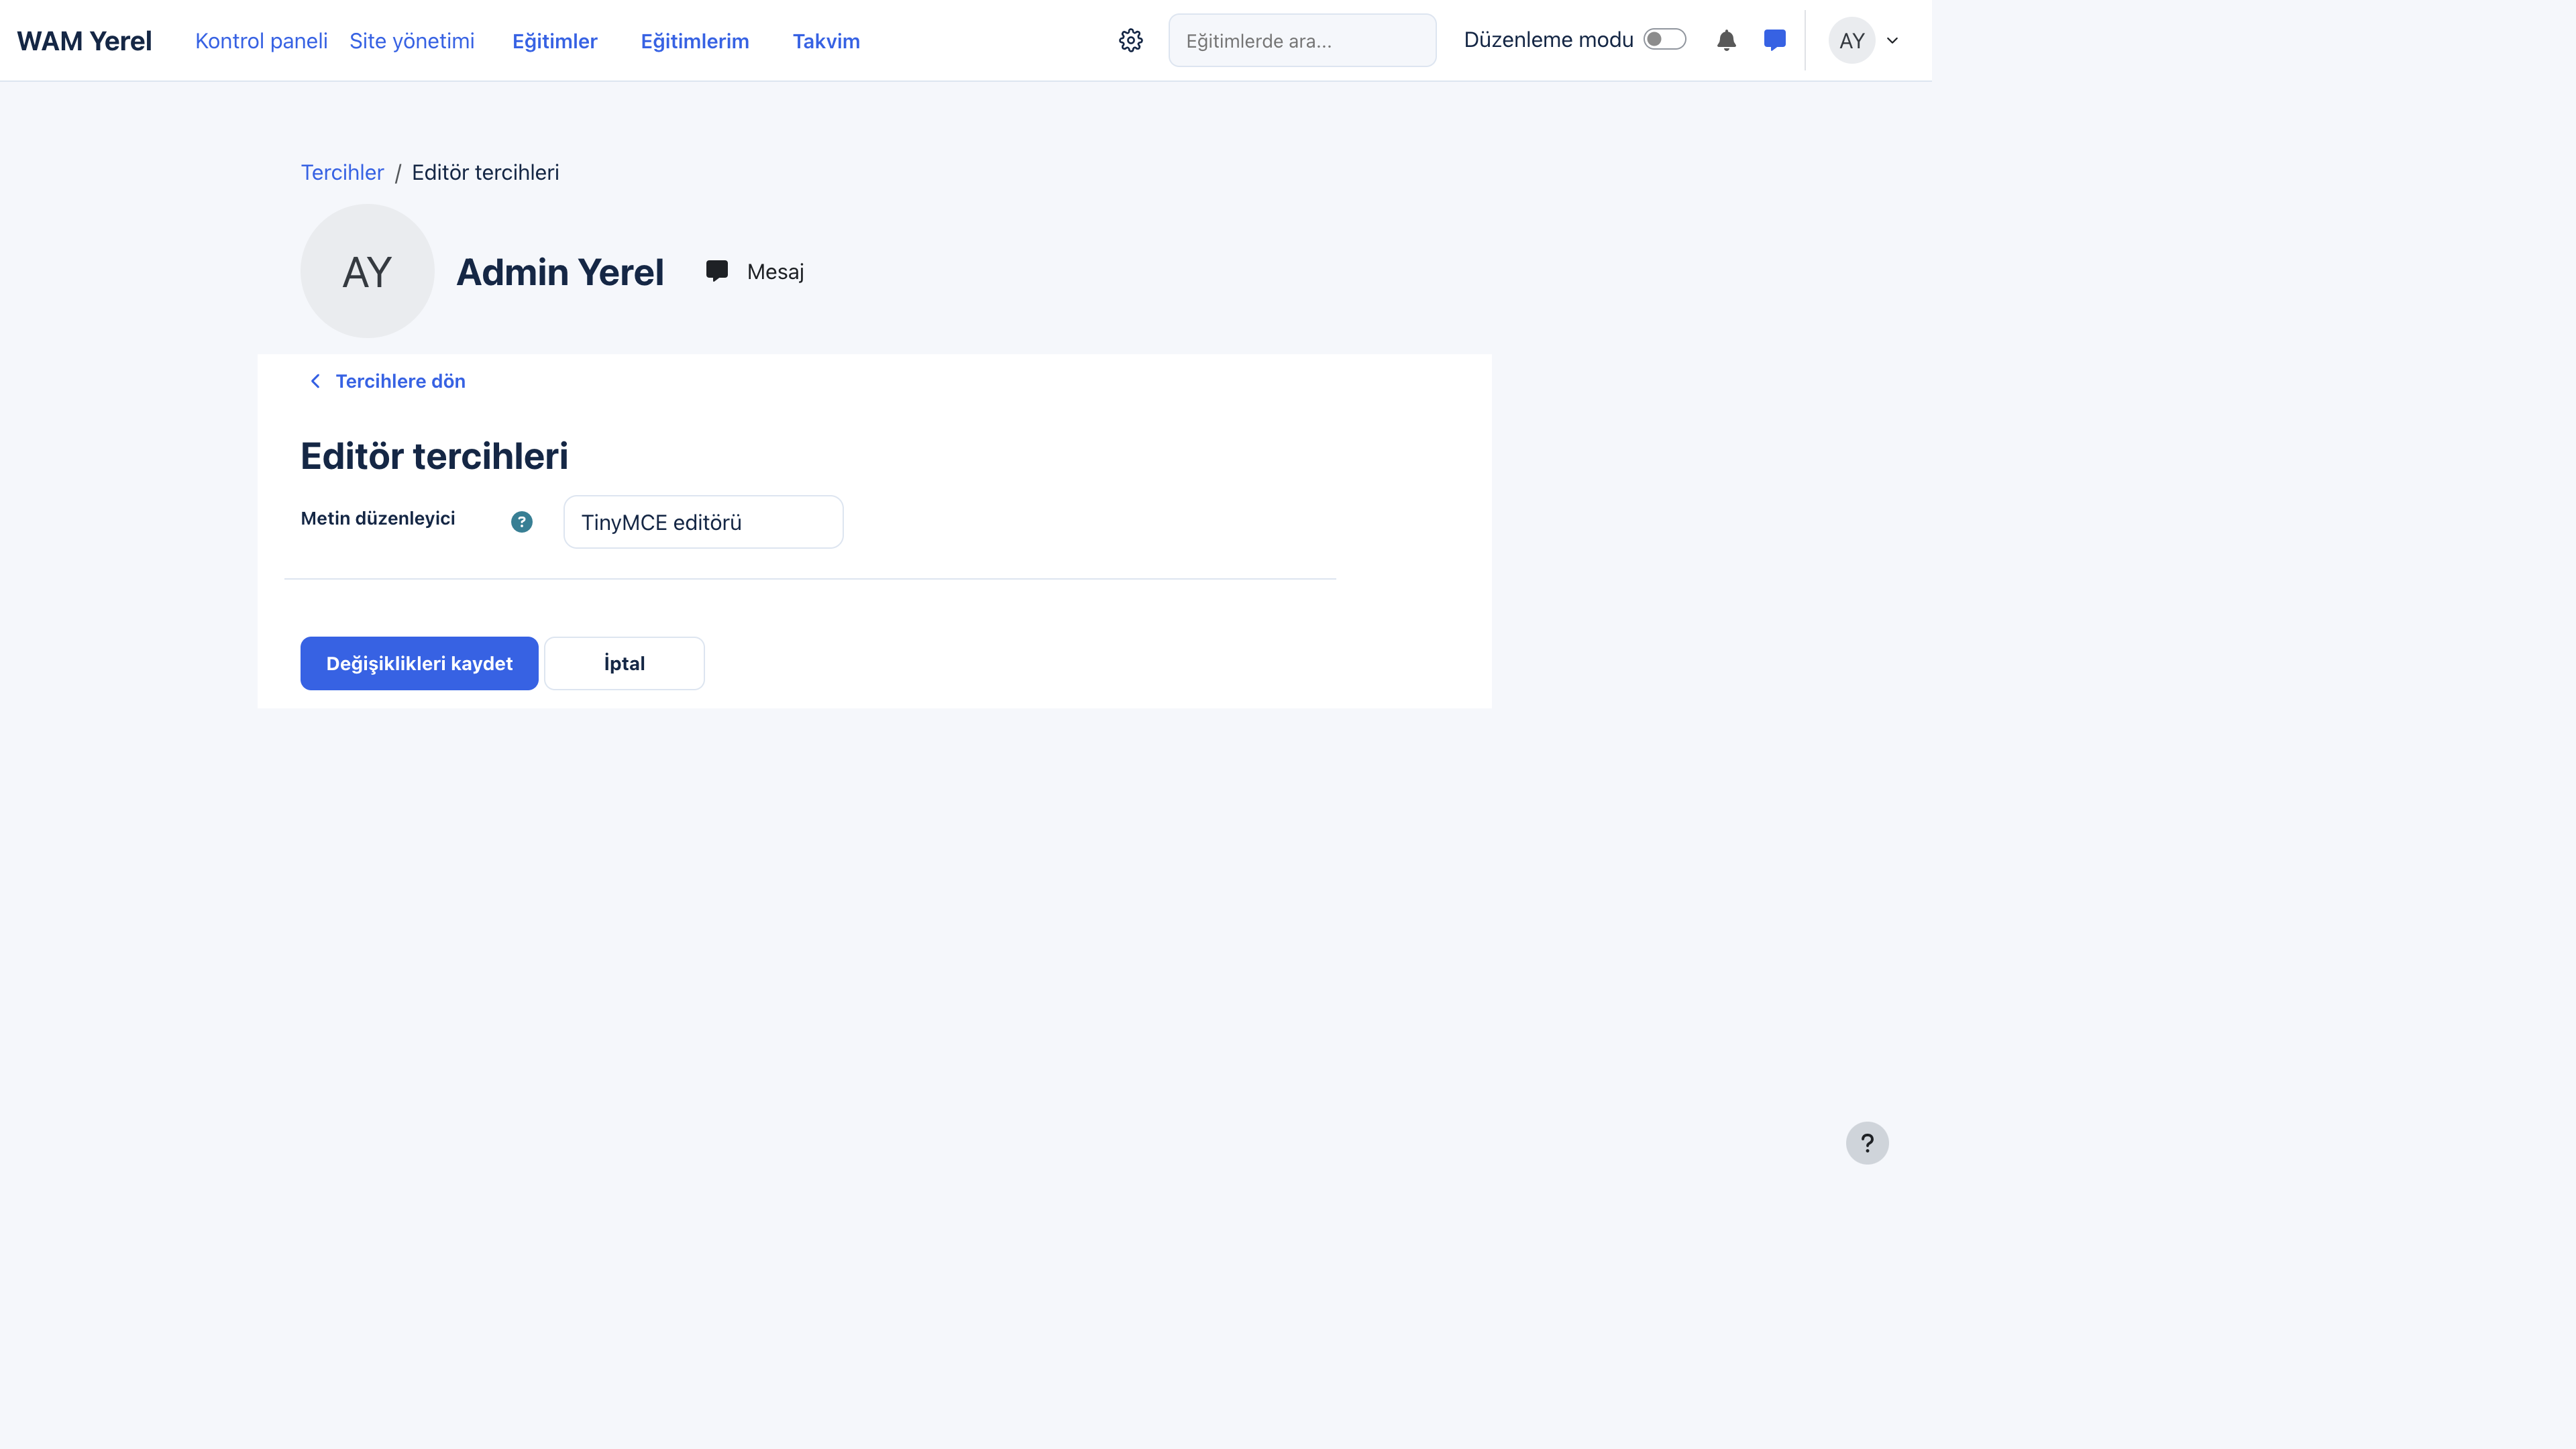 WAM Yerel Kontrol paneli Site yönetimi Eğitimler Eğitimlerim Takvim Eğitimlerde ara... Düzenleme modu AY
Tercihler / Editör tercihleri
AY Admin Yerel Mesaj
Tercihlere dön
Editör tercihleri
Metin düzenleyici ? TinyMCE editörü
Değişiklikleri kaydet İptal
?